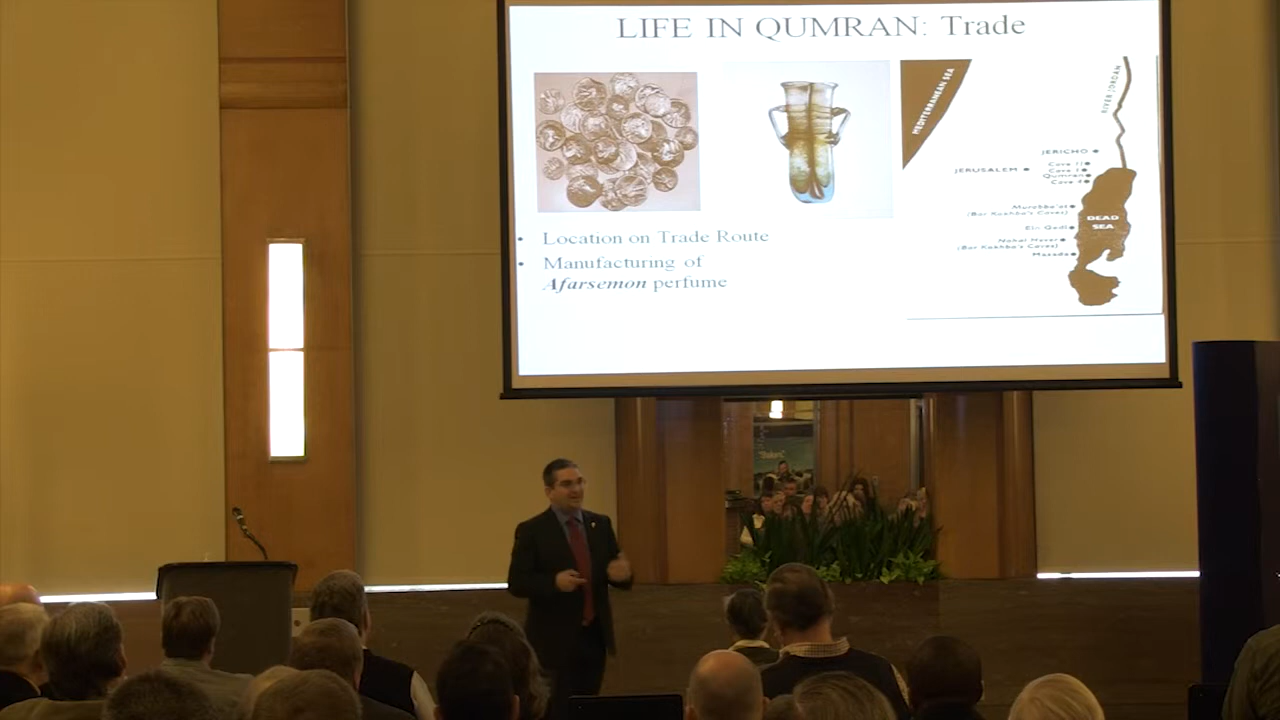 LIFE IN QUMRAN: Trade
• Location on Trade Route
• Manufacturing of
Afarsemon perfume
MEDITERRANEAN SEA
RIVER JORDAN
JERICHO
Cave 11
JERUSALEM
Qumran
Cave 4
Murabba'at
(Bar Kokhba's Caves)
DEAD
SEA
Ein Gedi
Nahal Hever
(Bar Kokhba's Caves)
Masada